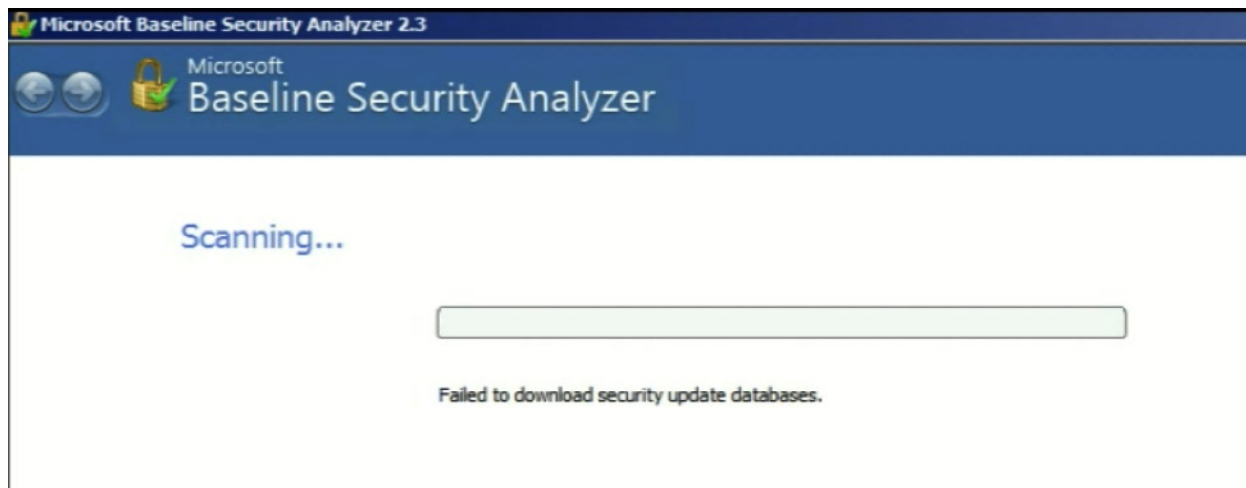 Microsoft Baseline Security Analyzer 2.3
Microsoft
Baseline Security Analyzer
Scanning...
Failed to download security update databases.